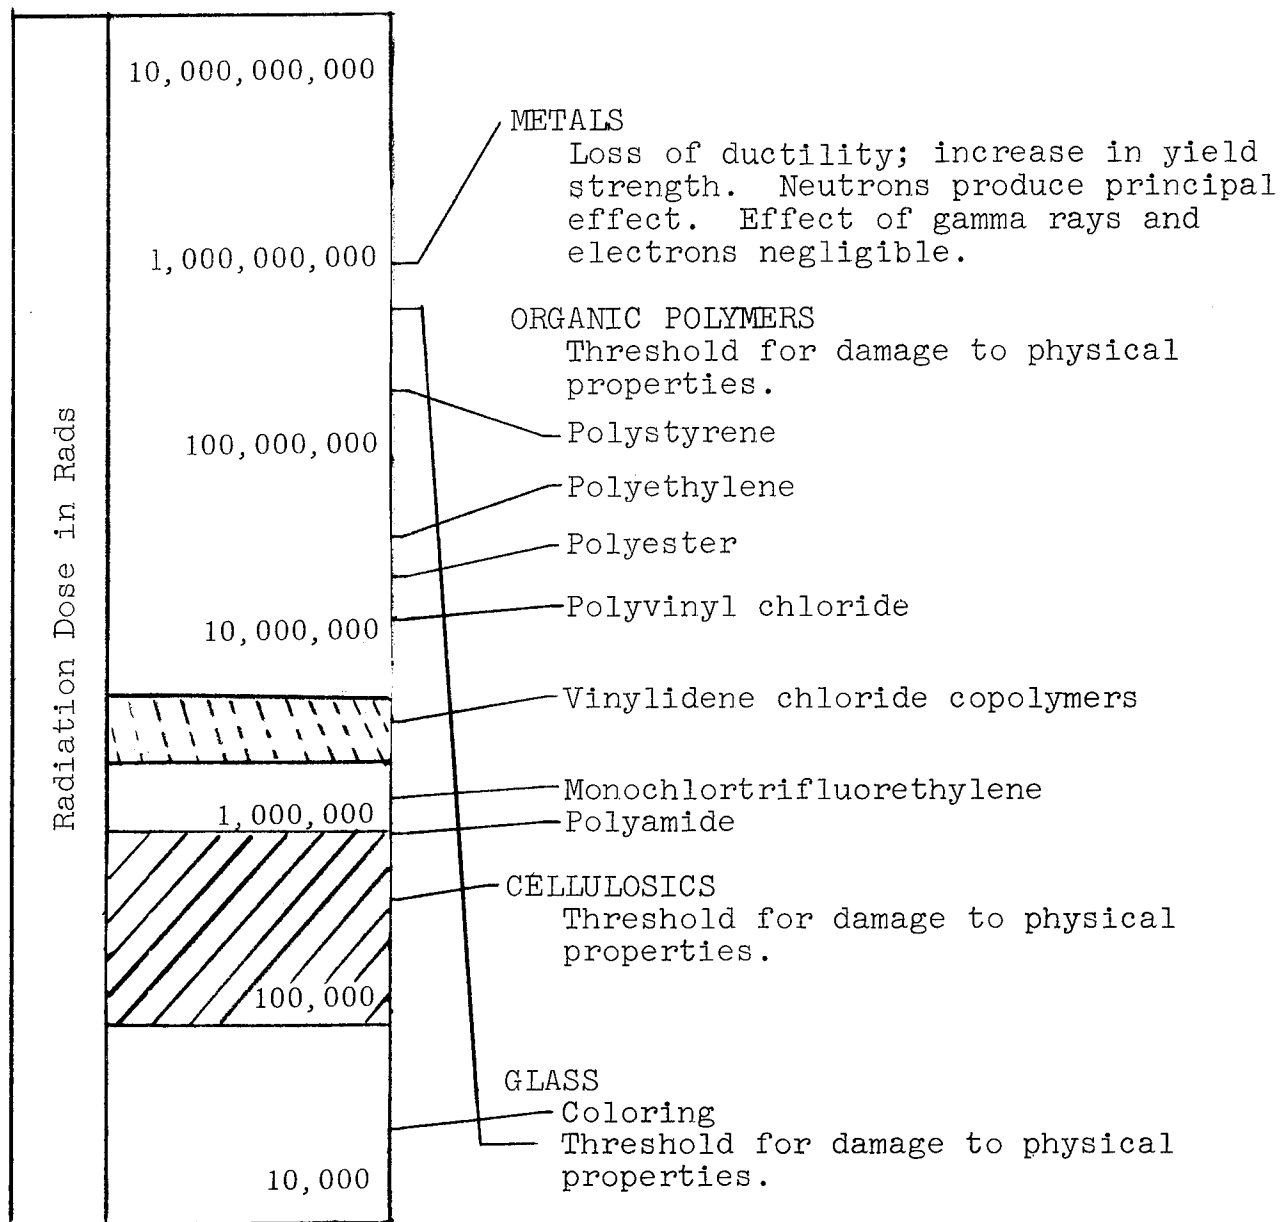 Radiation Dose in Rads
10,000,000,000
1,000,000,000
100,000,000
10,000,000
1,000,000
100,000
10,000
METALS
Loss of ductility; increase in yield
strength. Neutrons produce principal
effect. Effect of gamma rays and
electrons negligible.
ORGANIC POLYMERS
Threshold for damage to physical
properties.
Polystyrene
Polyethylene
Polyester
Polyvinyl chloride
Vinylidene chloride copolymers
Monochlortrifluorethylene
Polyamide
CELLULOSICS
Threshold for damage to physical
properties.
GLASS
Coloring
Threshold for damage to physical
properties.